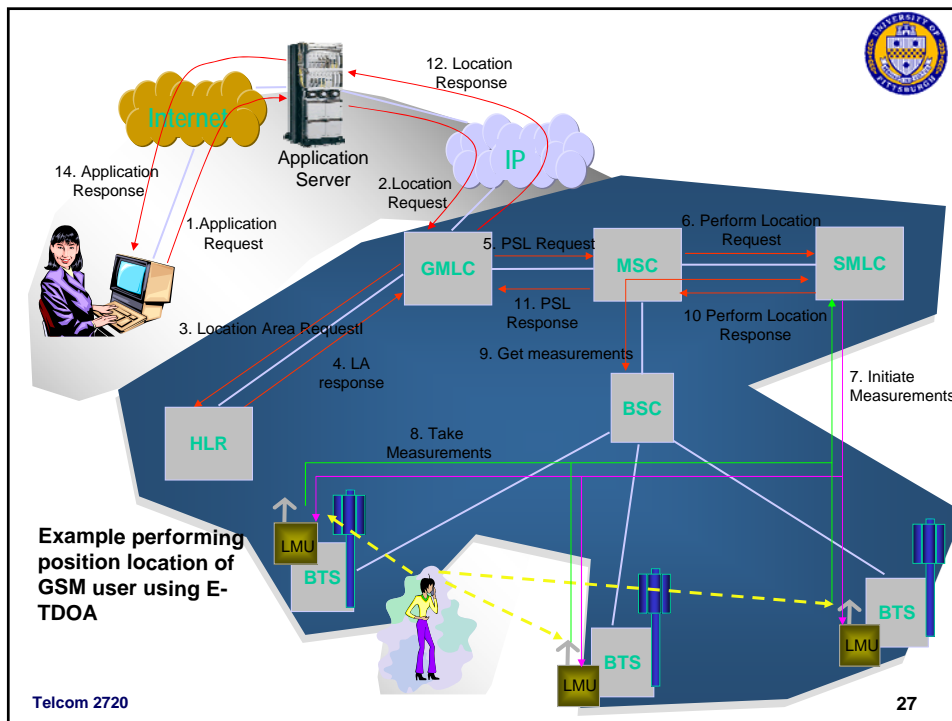 UNIVERSITY OF
PITTSBURGH
12. Location
Response
Internet
IP
Application
Server
14. Application
Response
1.Application
Request
2.Location
Request
5. PSL Request
6. Perform Location
Request
GMLC
MSC
SMLC
3. Location Area Requestl
11. PSL
Response
10 Perform Location
Response
4. LA
response
9. Get measurements
7. Initiate
Measurements
BSC
HLR
8. Take
Measurements
Example performing
position location of
GSM user using E-
TDOA
LMU
BTS
LMU
BTS
LMU
BTS
Telcom 2720
27